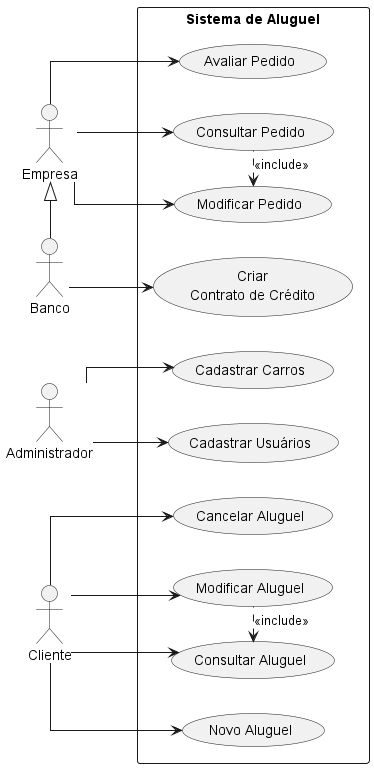 Sistema de Aluguel
Avaliar Pedido
Consultar Pedido
«include»
Empresa
Modificar Pedido
Criar
Contrato de Crédito
Banco
Cadastrar Carros
Administrador
Cadastrar Usuários
Cancelar Aluguel
Modificar Aluguel
«include»
Cliente
Consultar Aluguel
Novo Aluguel